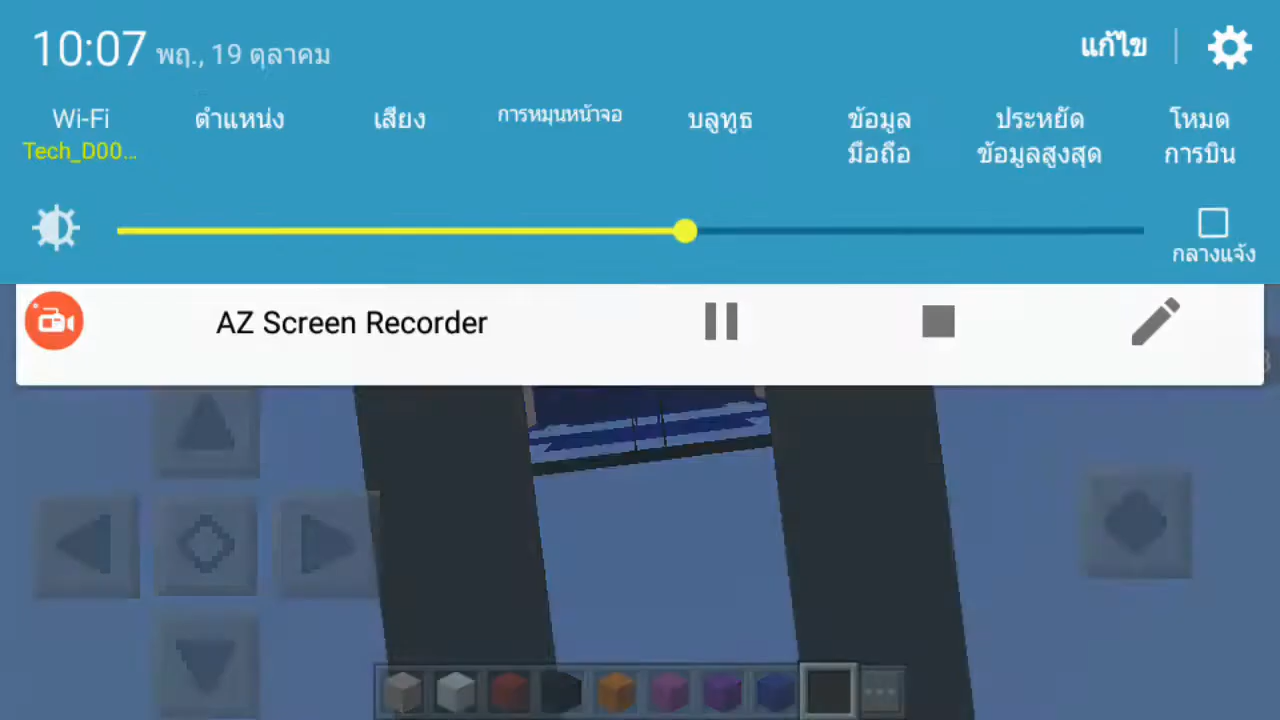 10:07 พฤ., 19 ตุลาคม
แก้ไข
Wi-Fi
Tech_D00...
ตำแหน่ง
เสียง
การหมุนหน้าจอ
บลูทูธ
ข้อมูล
มือถือ
ประหยัด
ข้อมูลสูงสุด
โหมด
การบิน
กลางแจ้ง
AZ Screen Recorder